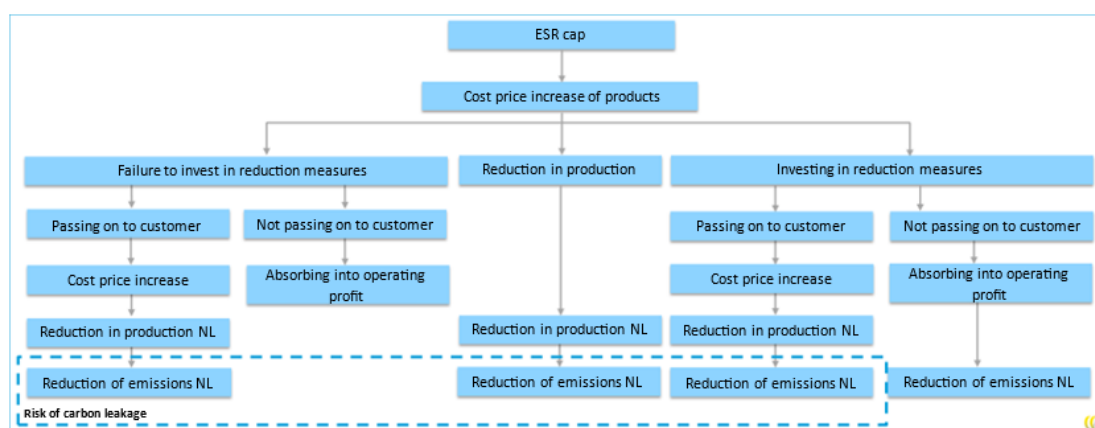 ESR cap
Cost price increase of products
Failure to invest in reduction measures
Reduction in production
Investing in reduction measures
Passing on to customer
Not passing on to customer
Passing on to customer
Not passing on to customer
Cost price increase
Absorbing into operating
profit
Cost price increase
Absorbing into operating
profit
Reduction in production NL
Reduction in production NL
Reduction in production NL
Reduction of emissions NL
Reduction of emissions NL
Reduction of emissions NL
Reduction of emissions NL
Risk of carbon leakage